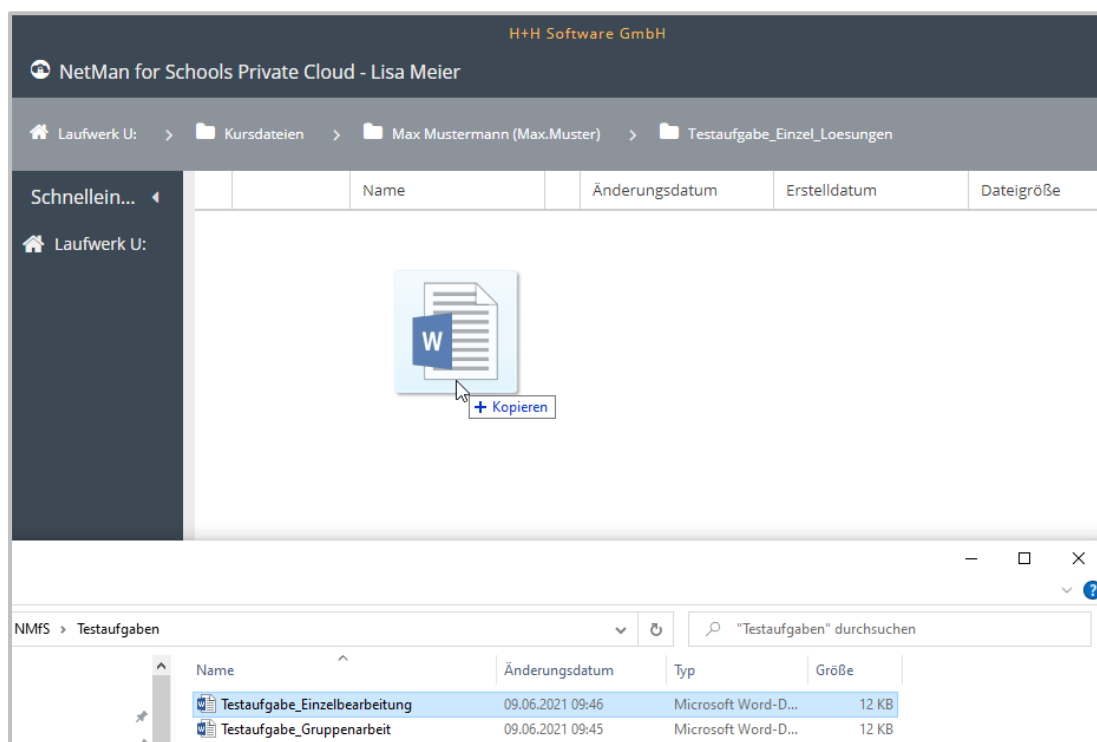 H+H Software GmbH
NetMan for Schools Private Cloud - Lisa Meier
Laufwerk U: > Kursdateien > Max Mustermann (Max.Muster) > Testaufgabe_Einzel_Loesungen
Schnellein... Name Änderungsdatum Erstelldatum Dateigröße
Laufwerk U:
W
+ Kopieren
?
NMfS > Testaufgaben "Testaufgaben" durchsuchen
Name Änderungsdatum Typ Größe
Testaufgabe_Einzelbearbeitung 09.06.2021 09:46 Microsoft Word-D... 12 KB
Testaufgabe_Gruppenarbeit 09.06.2021 09:45 Microsoft Word-D... 12 KB